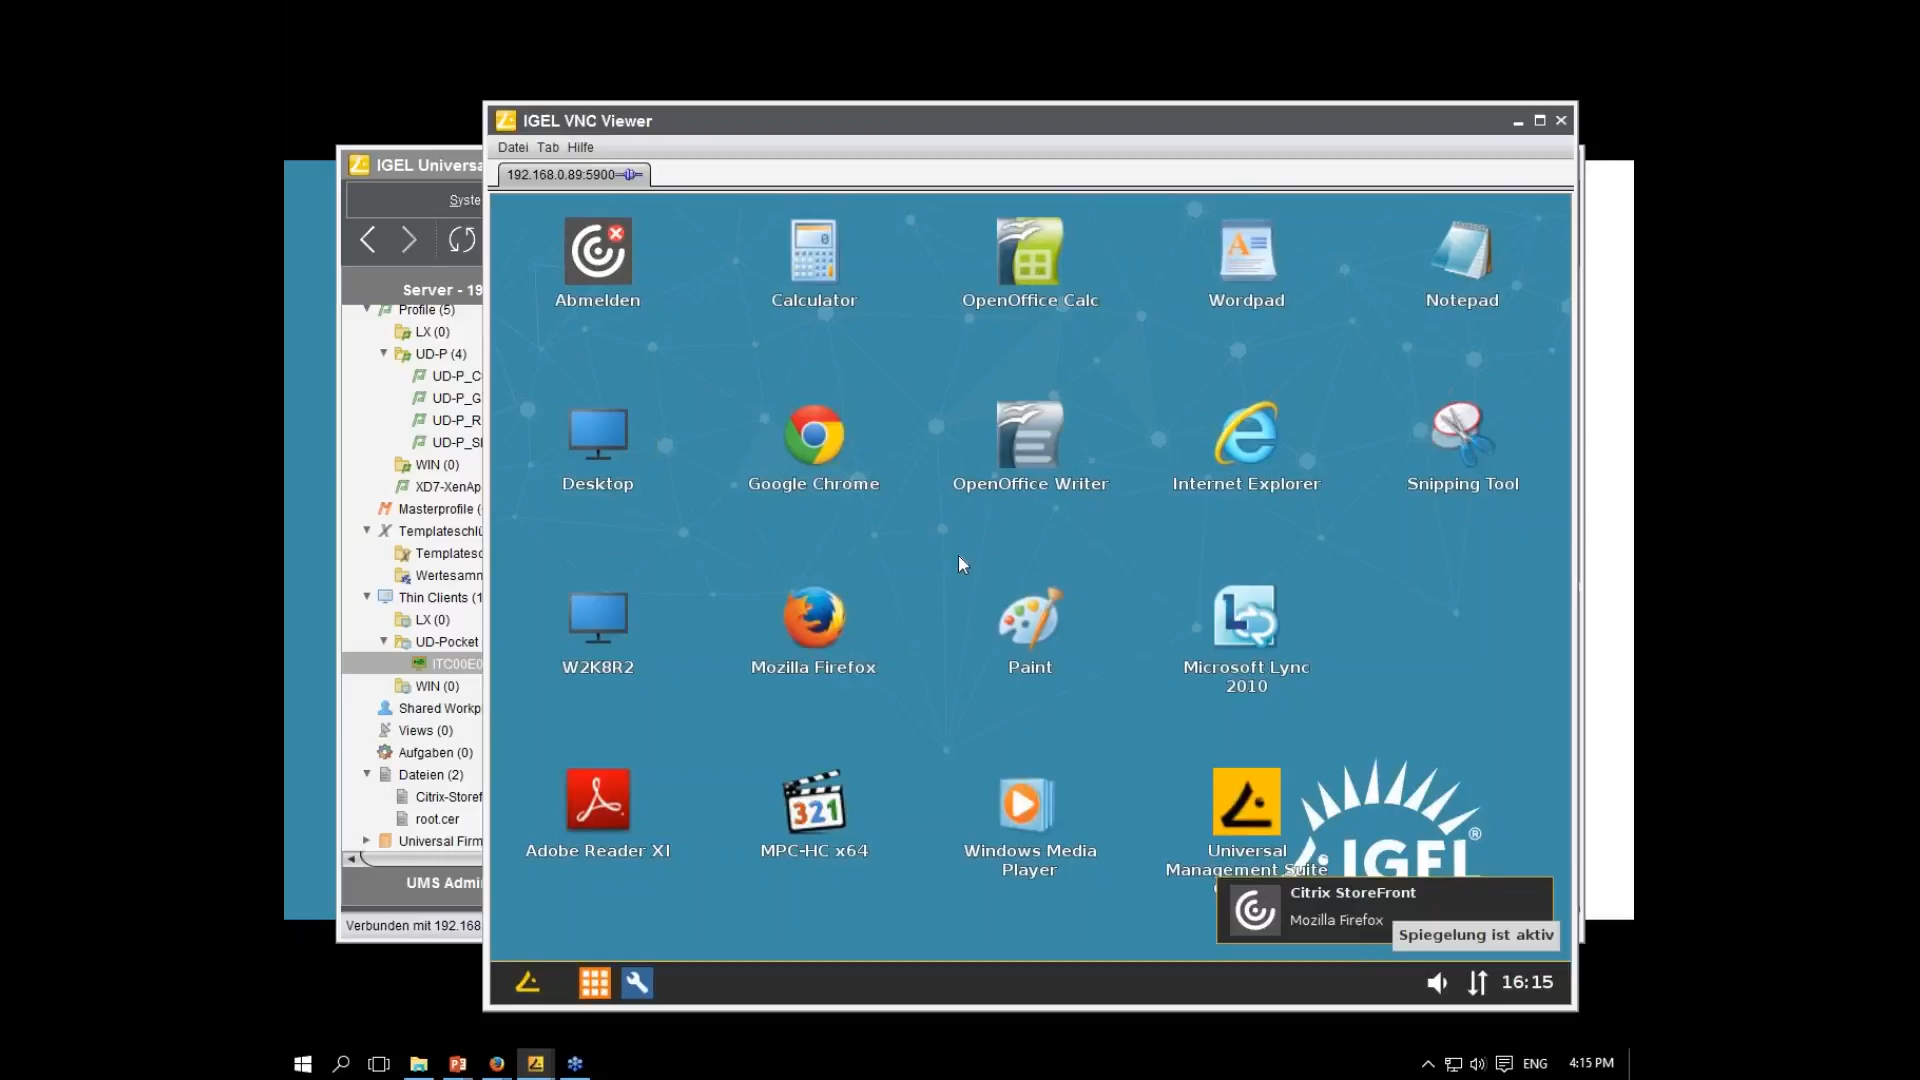 IGEL VNC Viewer
Datei Tab Hilfe
192.168.0.89:5900
IGEL Universa
Syste
Server - 19
Profile (5)
LX (0)
UD-P (4)
UD-P_C
UD-P_G
UD-P_R
UD-P_S
WIN (0)
XD7-XenAp
Masterprofile (
Templateschlü
Templatesc
Wertesamm
Thin Clients (1
LX (0)
UD-Pocket
ITC00E0
WIN (0)
Shared Workp
Views (0)
Aufgaben (0)
Dateien (2)
Citrix-Storef
root.cer
Universal Firm
UMS Admi
Verbunden mit 192.168
Abmelden
Calculator
OpenOffice Calc
Wordpad
Notepad
Desktop
Google Chrome
OpenOffice Writer
Internet Explorer
Snipping Tool
W2K8R2
Mozilla Firefox
Paint
Microsoft Lync
2010
321
Adobe Reader XI
MPC-HC x64
Windows Media
Player
Universal
Management Suite
IGEL®
Citrix StoreFront
Mozilla Firefox
Spiegelung ist aktiv
16:15
ENG
4:15 PM